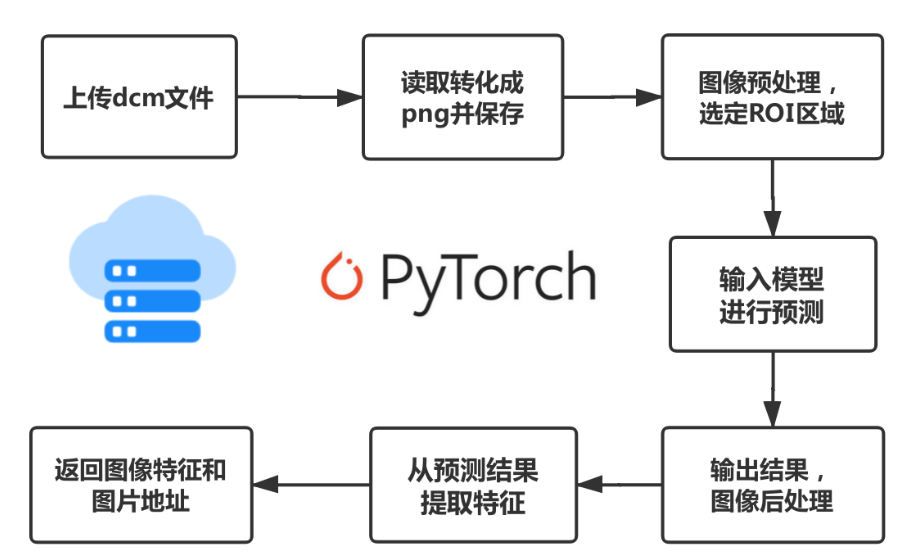 上传dcm文件
读取转化成
png并保存
图像预处理，
选定ROI区域
PyTorch
输入模型
进行预测
输出结果，
图像后处理
从预测结果
提取特征
返回图像特征和
图片地址